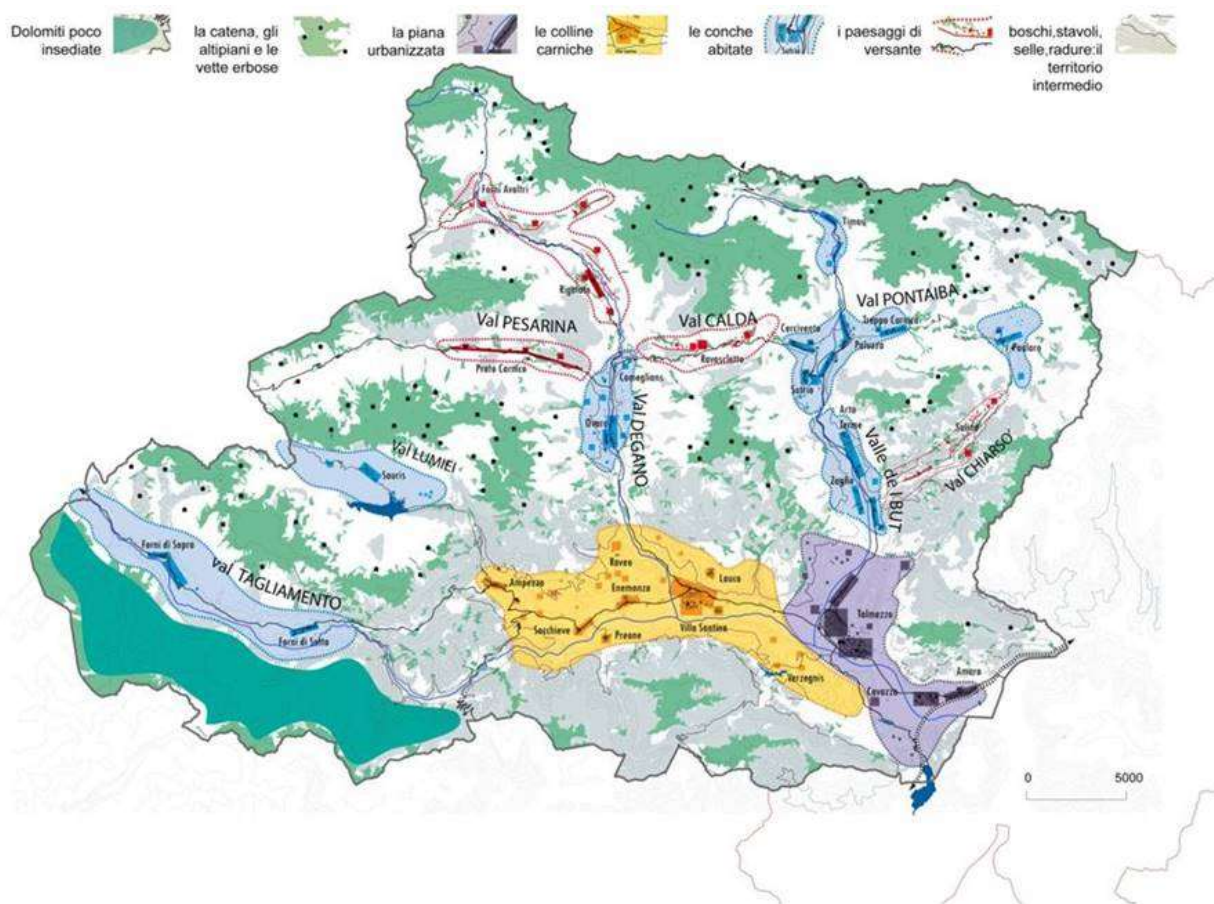 Dolomiti poco
insediate
la catena, gli
altipiani e le
vette erbose
la piana
urbanizzata
le colline
carniche
le conche
abitate
i paesaggi di
versante
boschi,stavoli,
selle,radure:il
territorio
intermedio
Forni Avoltri
Timau
Rigolato
Val PESARINA
Val CALDA
Val PONTAIBA
Cercivento
Treppo Carnico
Paluzza
Paularo
Prato Carnico
Ravascletto
Comeglians
Sutrio
Ovaro
Val DEGANO
Arta
Terme
Valle de l BUT
Val CHIARSO'
Val LUMIEI
Sauris
Zuglio
Forni di Sopra
Val TAGLIAMENTO
Forni di Sotto
Ampezzo
Raveo
Enemonzo
Lauco
Socchieve
Preone
Villa Santina
Tolmezzo
Verzegnis
Cavazzo
Amaro
0 5000